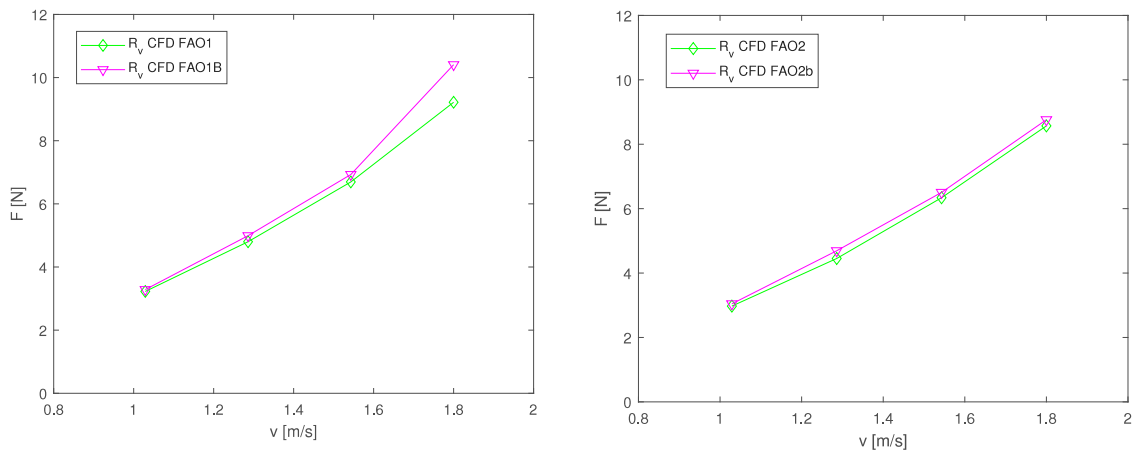 12
10
8
6
4
2
0
F [N]
R_v CFD FAO1
R_v CFD FAO1B
0.8 1 1.2 1.4 1.6 1.8 2
v [m/s]
12
10
8
6
4
2
0
F [N]
R_v CFD FAO2
R_v CFD FAO2b
0.8 1 1.2 1.4 1.6 1.8 2
v [m/s]